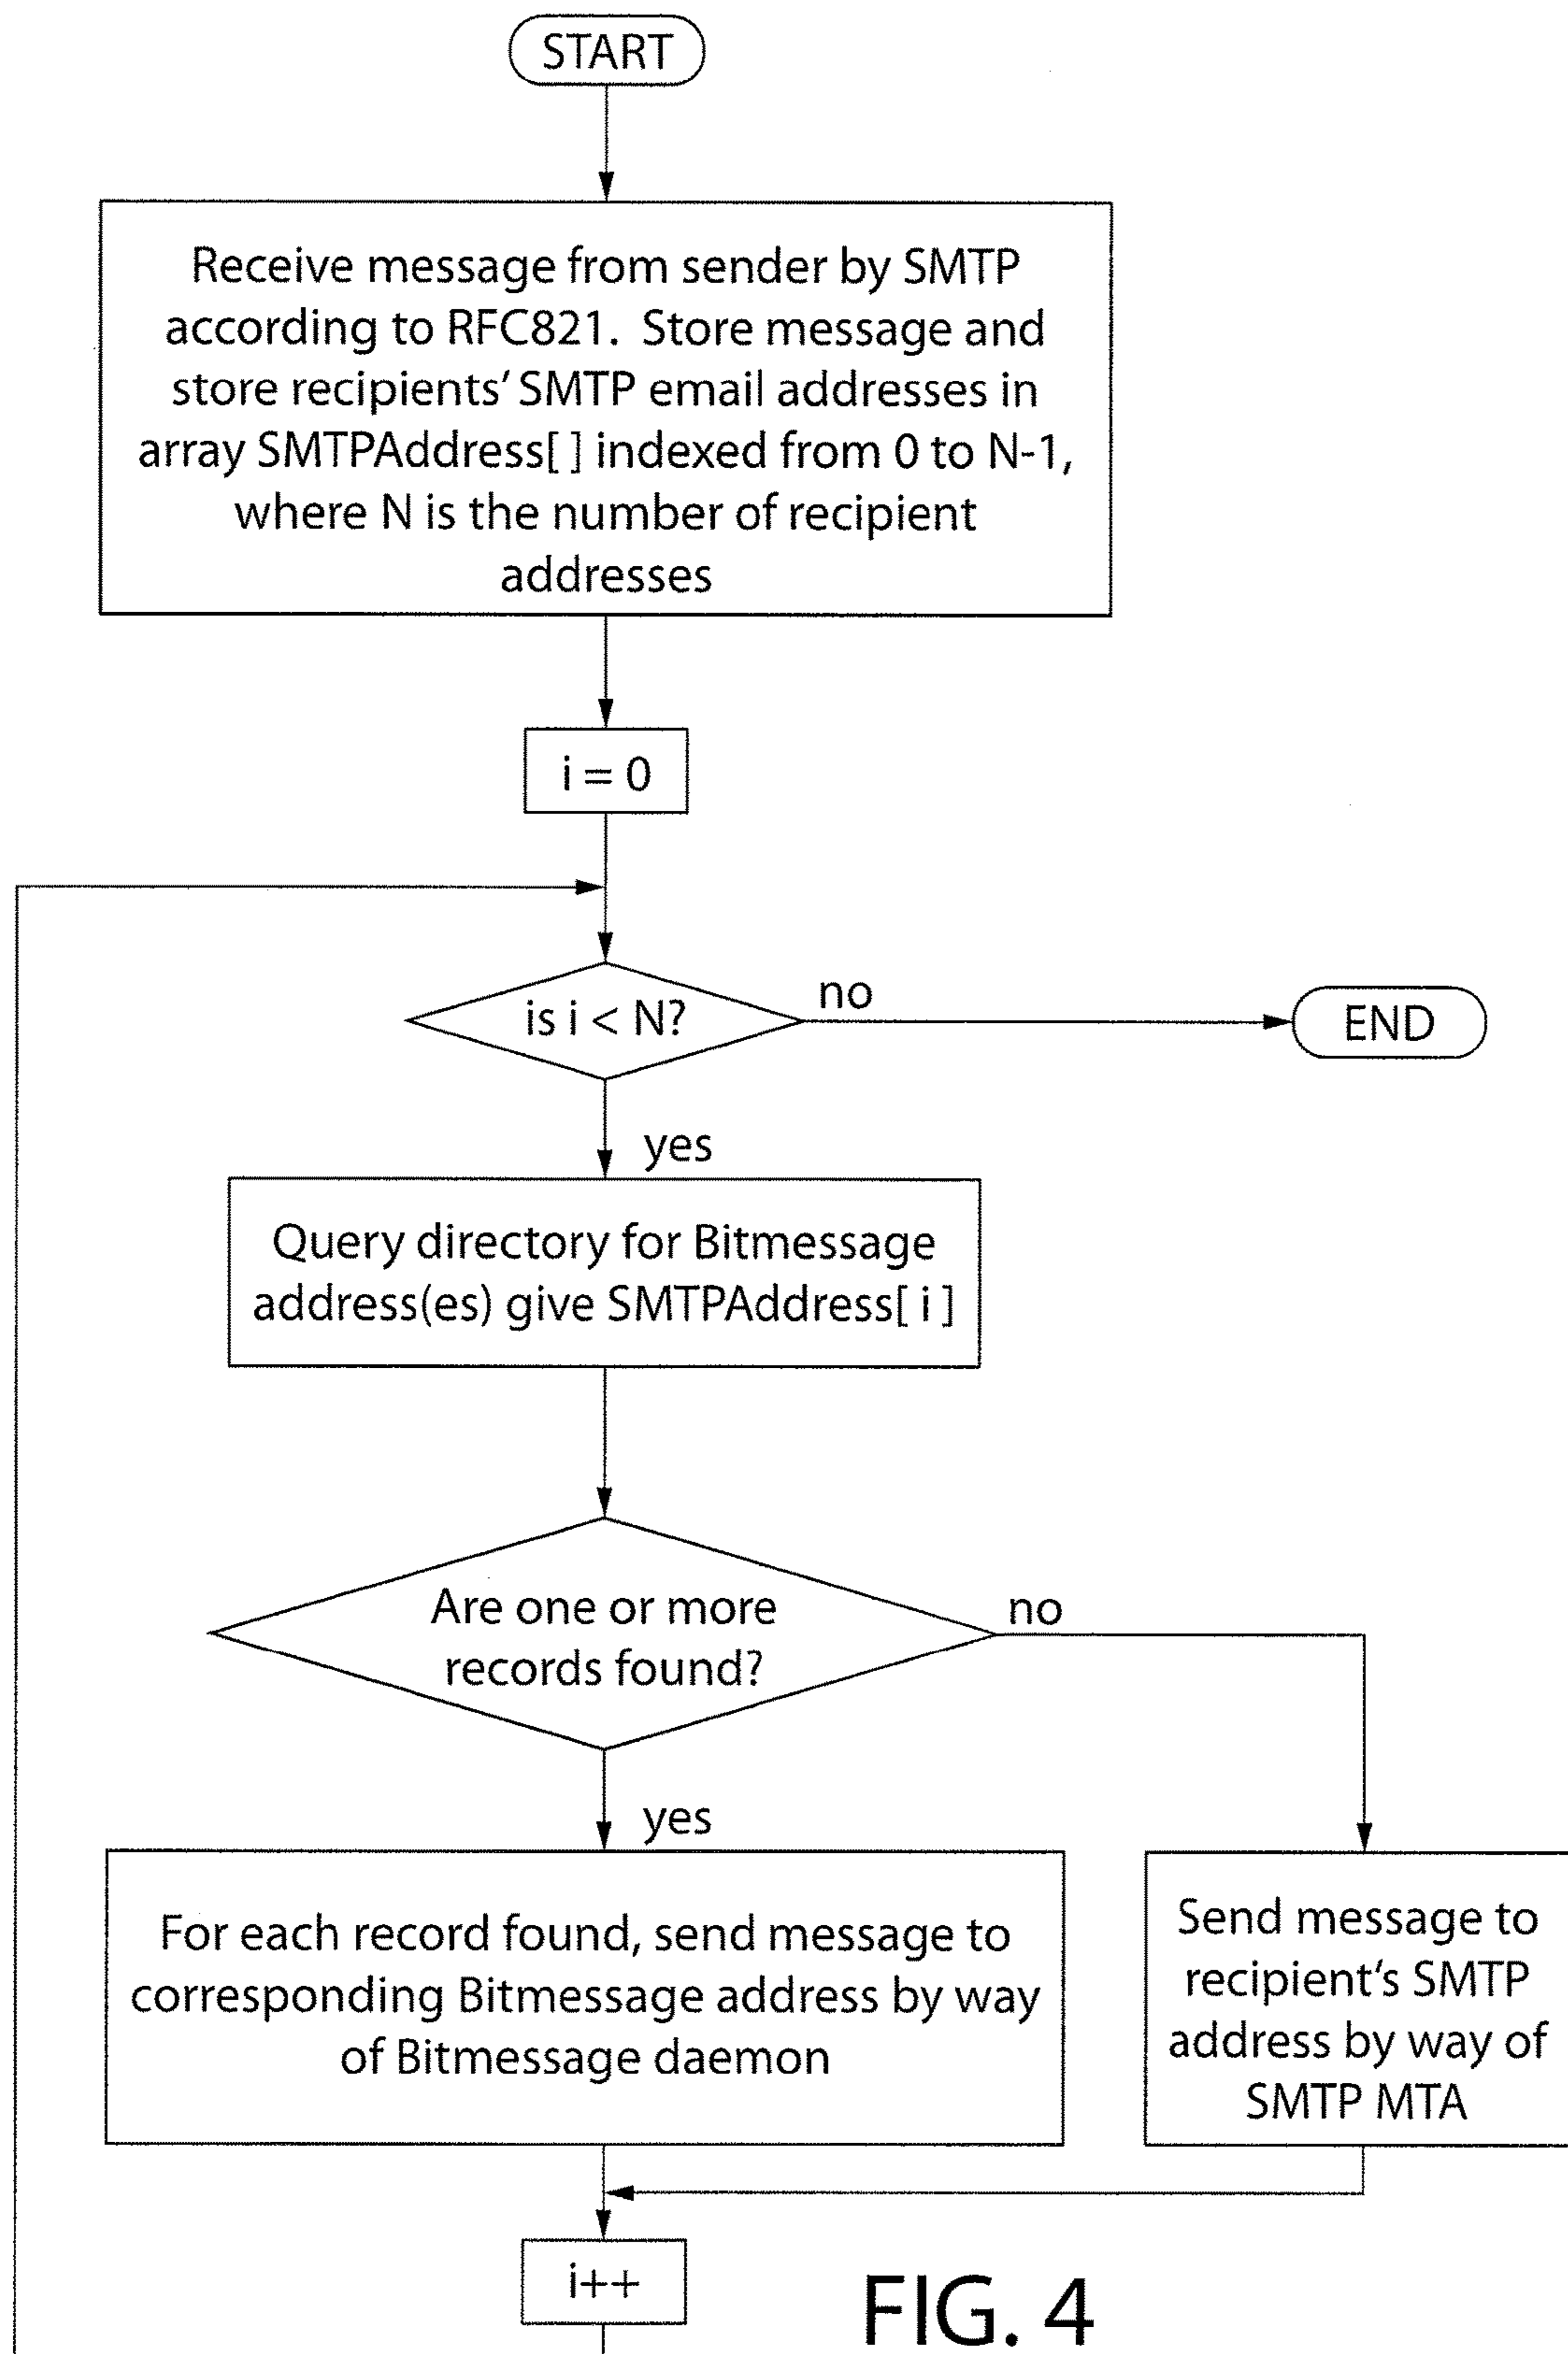 START
Receive message from sender by SMTP
according to RFC821. Store message and
store recipients' SMTP email addresses in
array SMTPAddress[ ] indexed from 0 to N-1,
where N is the number of recipient
addresses
i = 0
is i < N?
no
END
yes
Query directory for Bitmessage
address(es) give SMTPAddress[ i ]
Are one or more
records found?
no
yes
For each record found, send message to
corresponding Bitmessage address by way
of Bitmessage daemon
Send message to
recipient's SMTP
address by way of
SMTP MTA
i++
FIG. 4